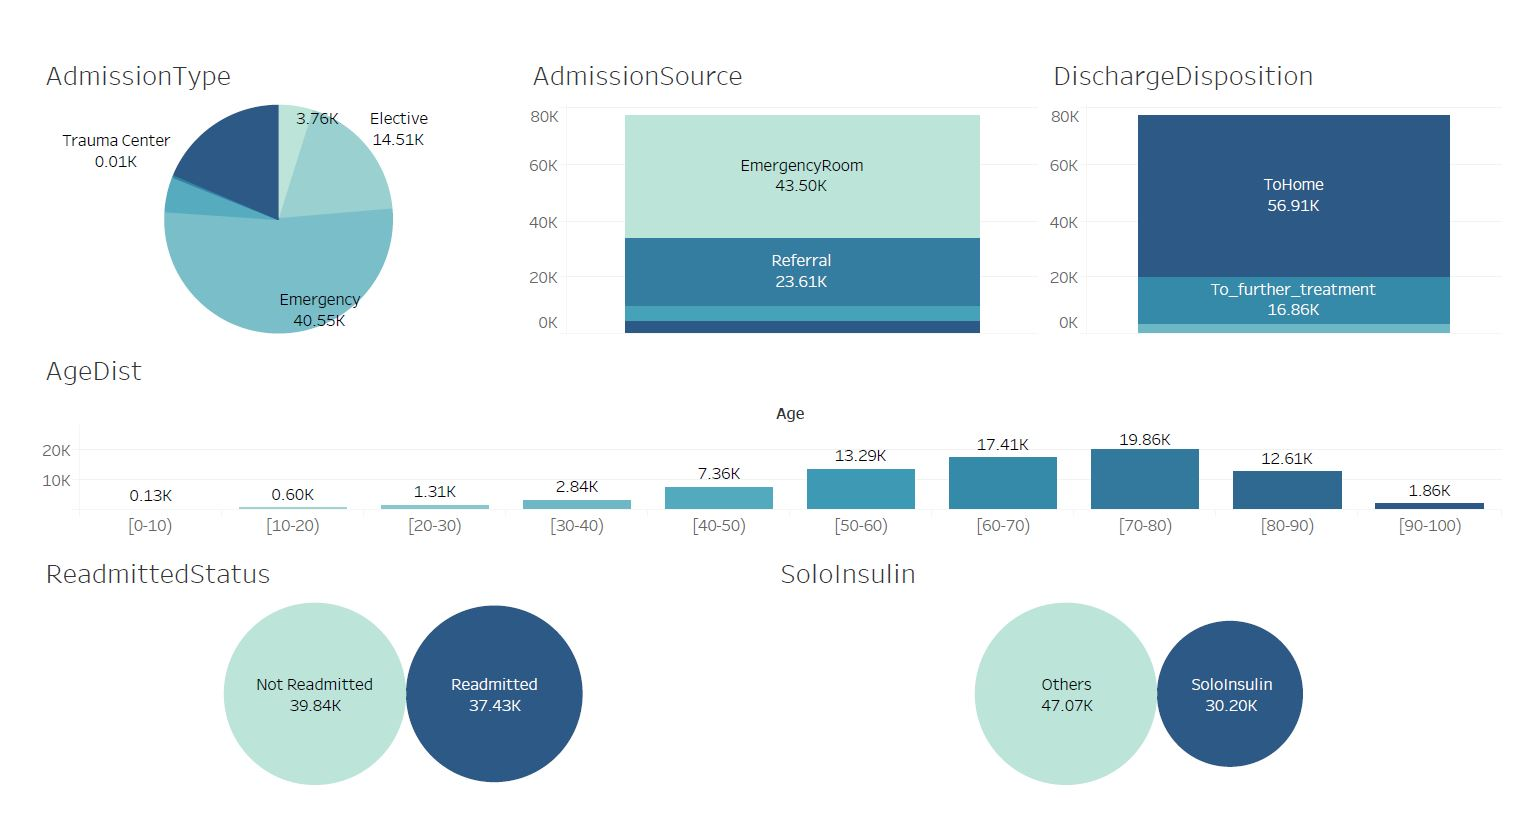 AdmissionType
3.76K
Elective
14.51K
Trauma Center
0.01K
Emergency
40.55K
AdmissionSource
80K
60K
40K
20K
0K
EmergencyRoom
43.50K
Referral
23.61K
DischargeDisposition
80K
60K
40K
20K
0K
ToHome
56.91K
To_further_treatment
16.86K
AgeDist
Age
20K
10K
0.13K 0.60K 1.31K 2.84K 7.36K 13.29K 17.41K 19.86K 12.61K 1.86K
[0-10) [10-20) [20-30) [30-40) [40-50) [50-60) [60-70) [70-80) [80-90) [90-100)
ReadmittedStatus
Not Readmitted
39.84K
Readmitted
37.43K
SoloInsulin
Others
47.07K
SoloInsulin
30.20K